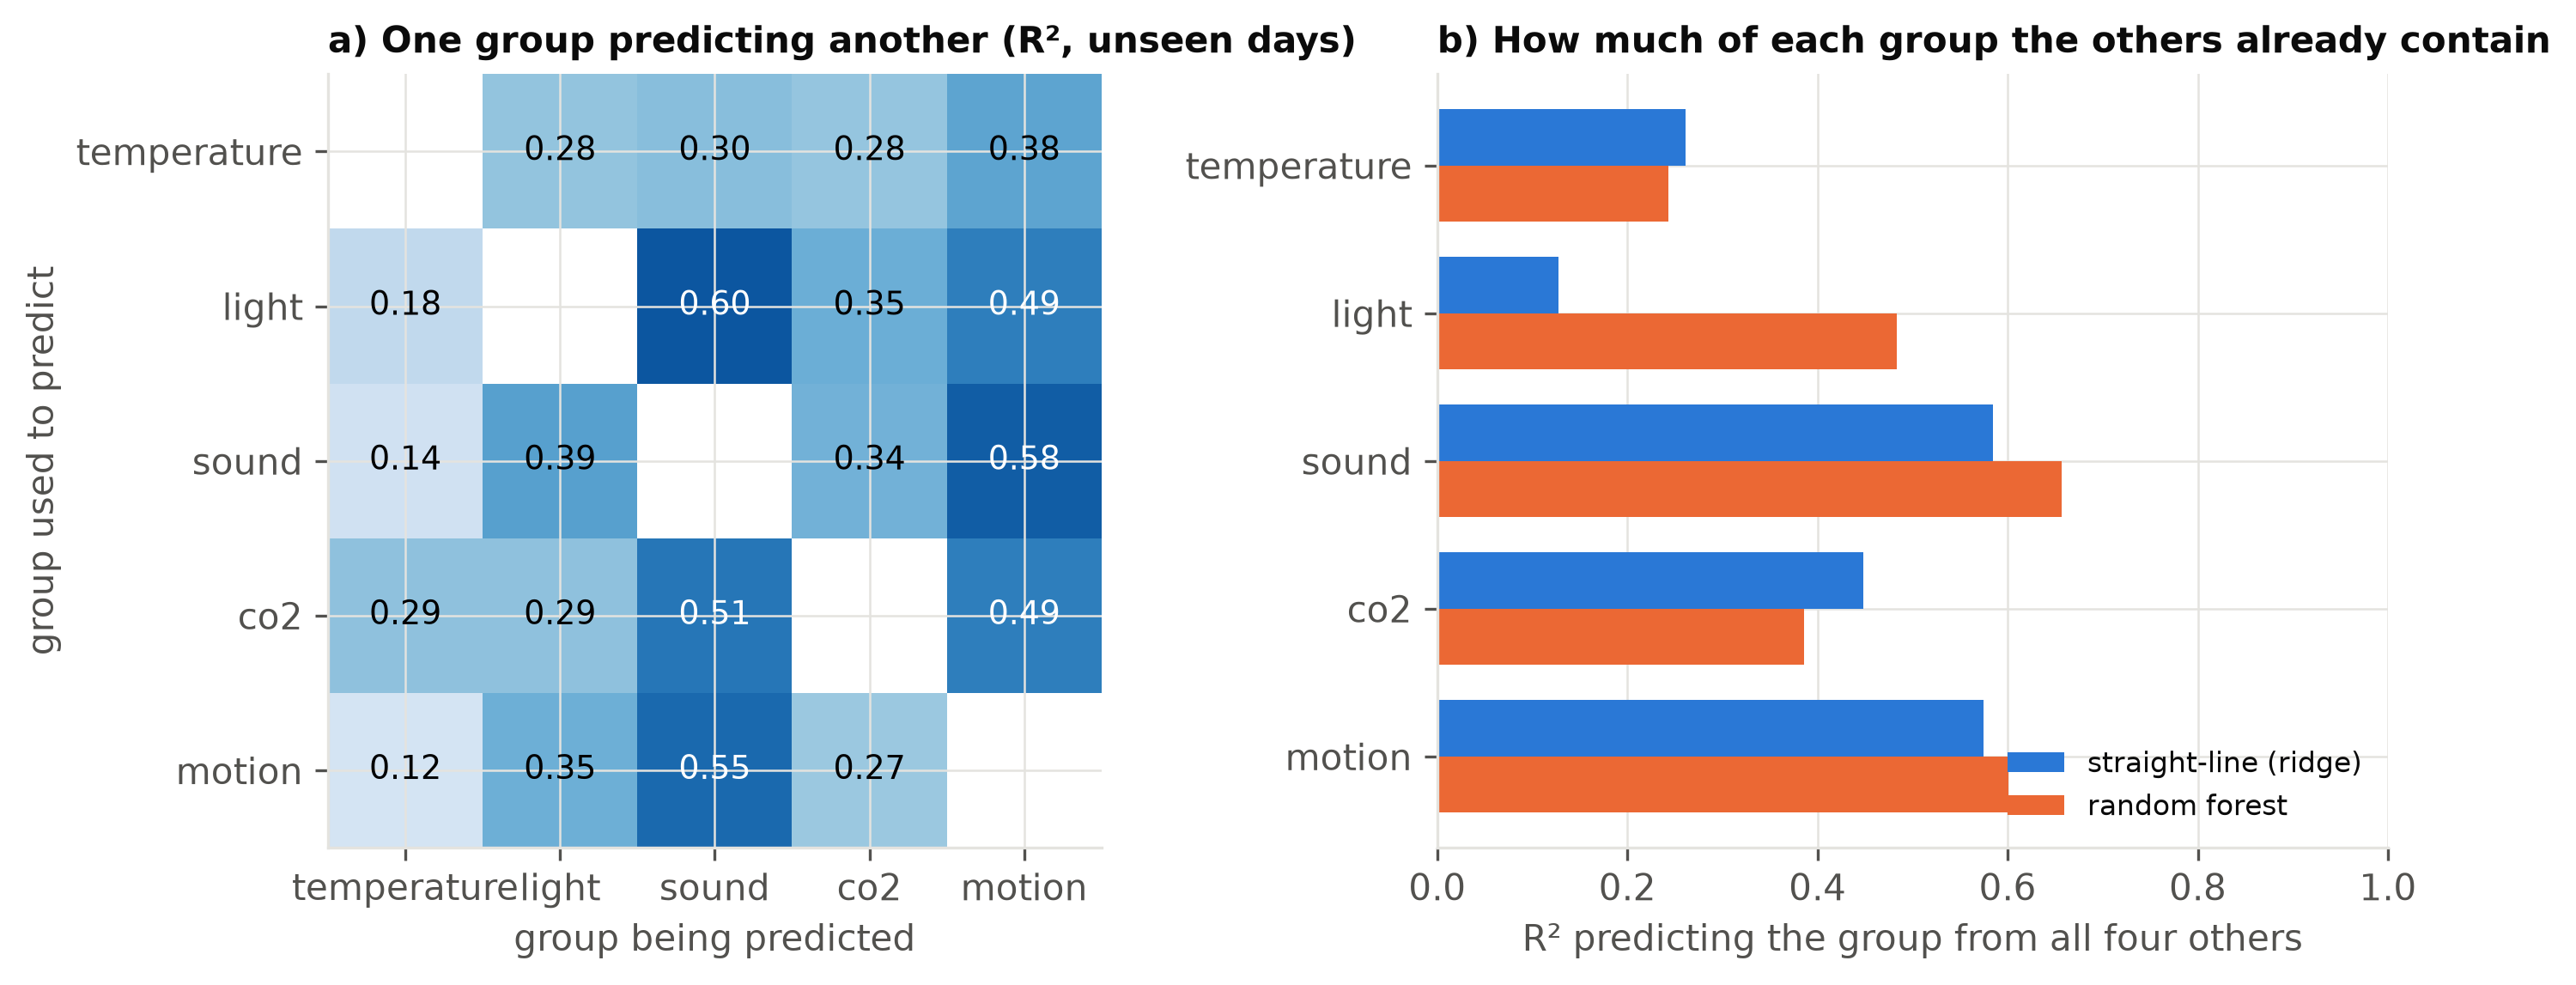 a) One group predicting another (R², unseen days)
group used to predict
temperature 0.28 0.30 0.28 0.38
light 0.18 0.60 0.35 0.49
sound 0.14 0.39 0.34 0.58
co2 0.29 0.29 0.51 0.49
motion 0.12 0.35 0.55 0.27
temperature light sound co2 motion
group being predicted
b) How much of each group the others already contain
temperature
light
sound
co2
motion
straight-line (ridge)
random forest
0.0 0.2 0.4 0.6 0.8 1.0
R² predicting the group from all four others